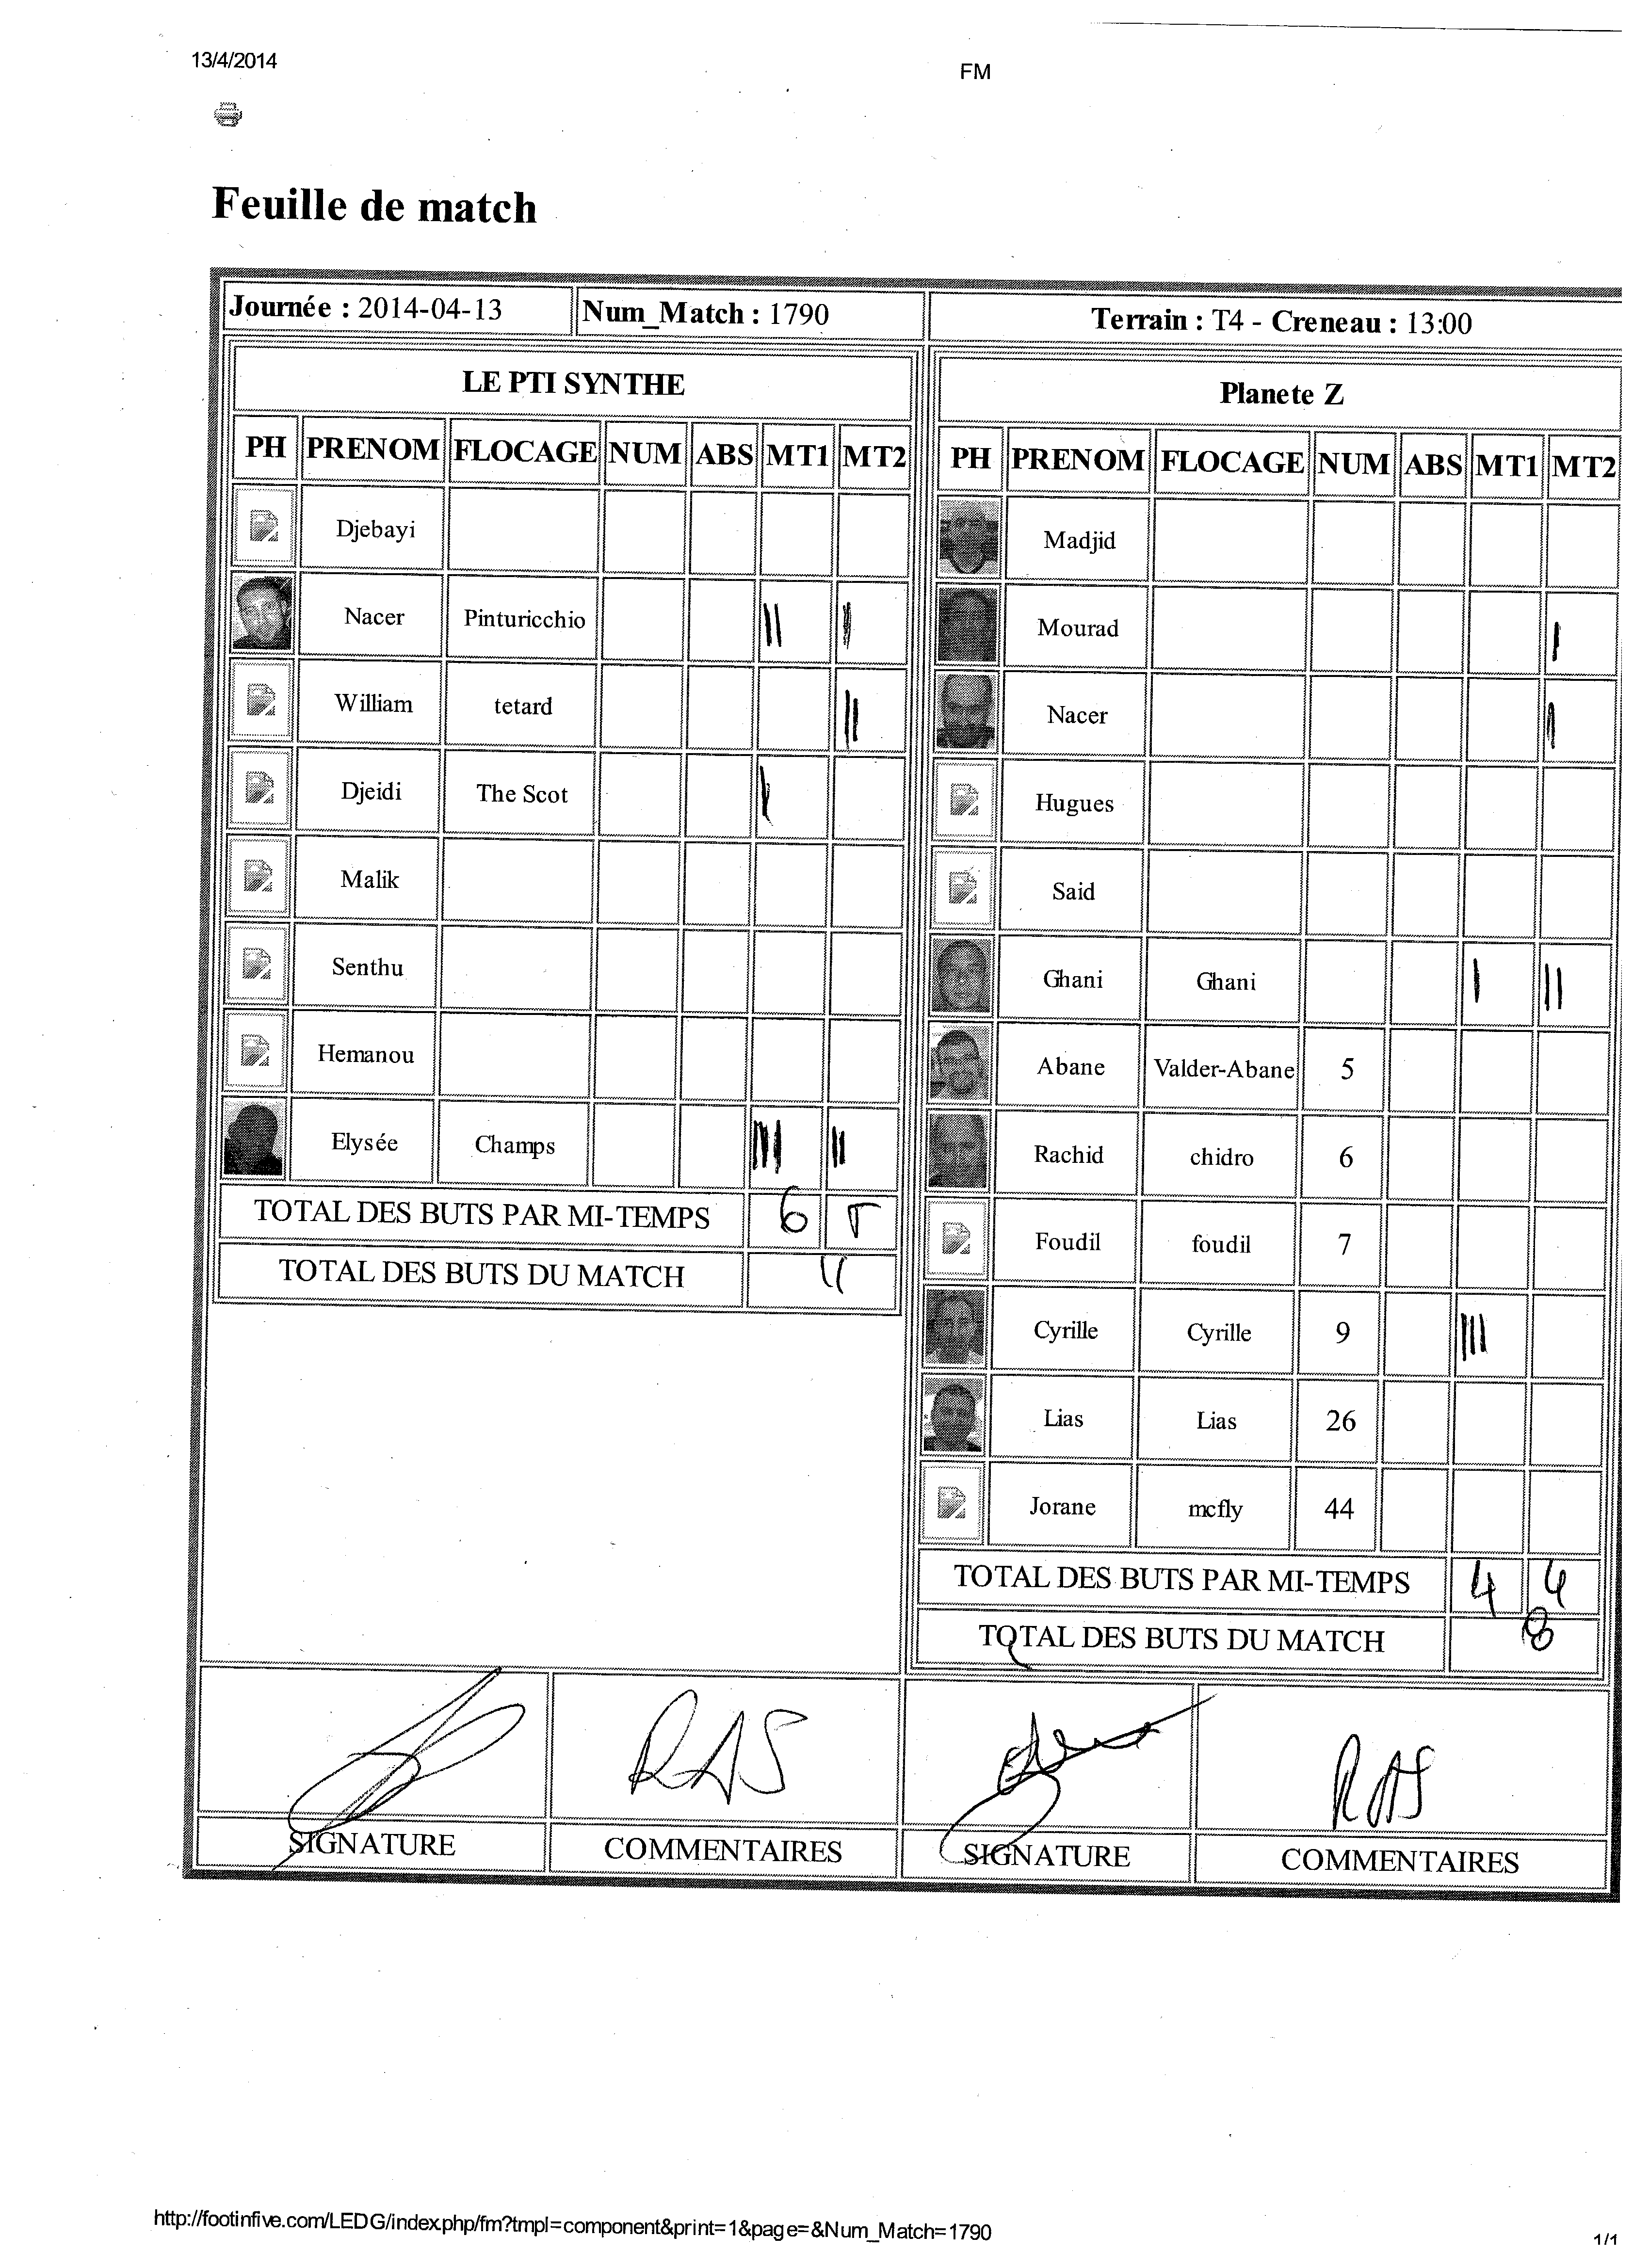 13/4/2014
FM
Feuille de match
Journée : 2014-04-13 Num_Match : 1790 Terrain : T4 - Creneau : 13:00
LE PTI SYNTHE
PH PRENOM FLOCAGE NUM ABS MT1 MT2
Djebayi
Nacer Pinturicchio || |
William tetard ||
Djeidi The Scot |
Malik
Senthu
Hemanou
Elysée Champs ||
TOTAL DES BUTS PAR MI-TEMPS 6 5
TOTAL DES BUTS DU MATCH 11
Planete Z
PH PRENOM FLOCAGE NUM ABS MT1 MT2
Madjid
Mourad |
Nacer |
Hugues
Said
Ghani Ghani | ||
Abane Valder-Abane 5
Rachid chidro 6
Foudil foudil 7
Cyrille Cyrille 9 |||
Lias Lias 26
Jorane mcfly 44
TOTAL DES BUTS PAR MI-TEMPS 4 4
TOTAL DES BUTS DU MATCH 8
RAS RAS
SIGNATURE COMMENTAIRES SIGNATURE COMMENTAIRES
http://footinfive.com/LEDG/index.php/fm?tmpl=component&print=1&page=&Num_Match=1790
1/1